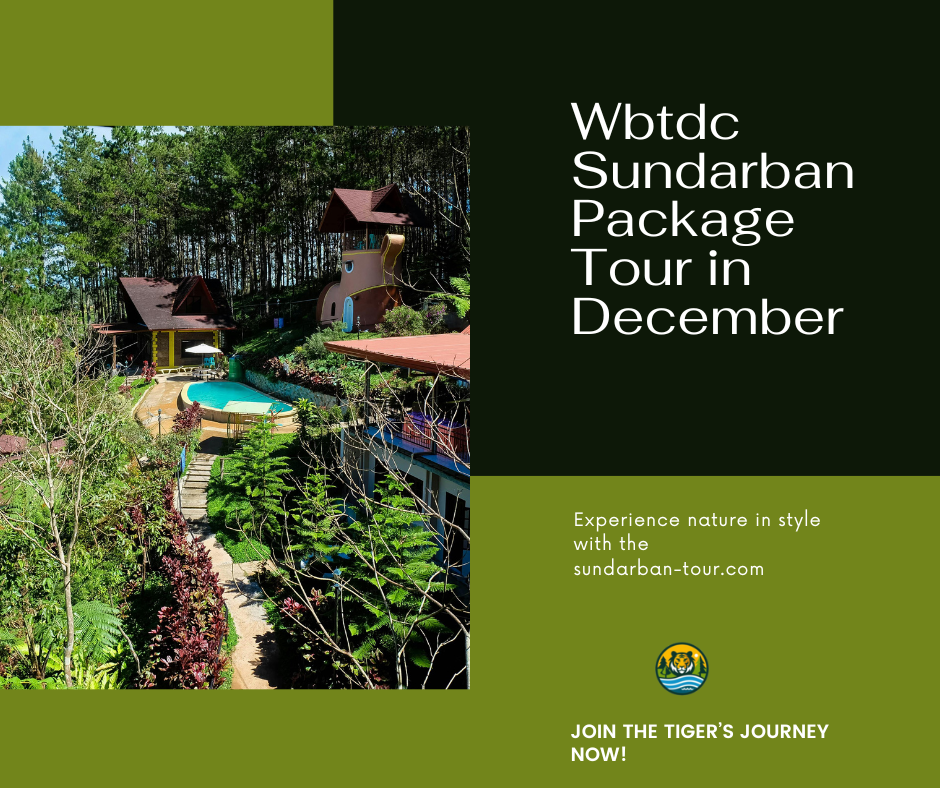 Wbtdc
Sundarban
Package
Tour in
December
Experience nature in style
with the
sundarban-tour.com
JOIN THE TIGER’S JOURNEY
NOW!